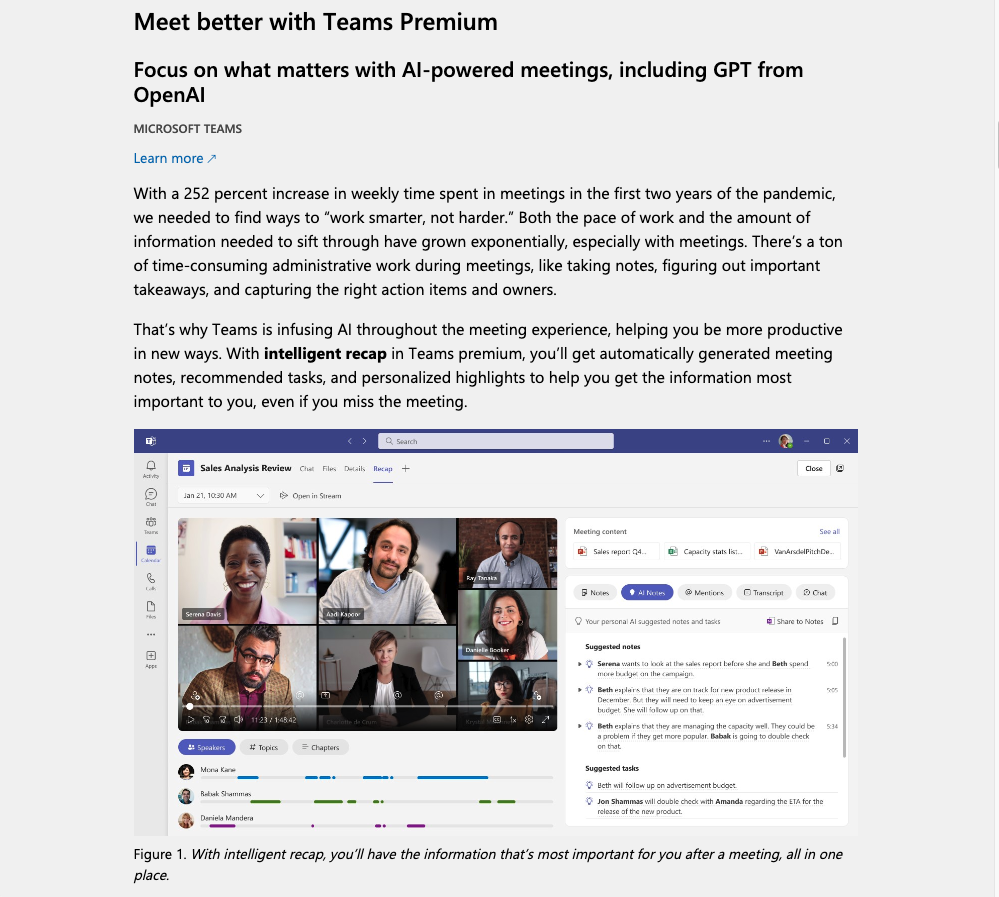 Meet better with Teams Premium
Focus on what matters with AI-powered meetings, including GPT from
OpenAI
MICROSOFT TEAMS
Learn more ↗
With a 252 percent increase in weekly time spent in meetings in the first two years of the pandemic,
we needed to find ways to “work smarter, not harder.” Both the pace of work and the amount of
information needed to sift through have grown exponentially, especially with meetings. There’s a ton
of time-consuming administrative work during meetings, like taking notes, figuring out important
takeaways, and capturing the right action items and owners.
That’s why Teams is infusing AI throughout the meeting experience, helping you be more productive
in new ways. With intelligent recap in Teams premium, you’ll get automatically generated meeting
notes, recommended tasks, and personalized highlights to help you get the information most
important to you, even if you miss the meeting.
Search
Activity
Chat
Teams
Calendar
Calls
Files
Apps
Sales Analysis Review Chat Files Details Recap
Close
Jan 21, 10:30 AM
Open in Stream
Serena Davis
Aadi Kapoor
Ray Tanaka
Danielle Booker
11:23 / 1:48:42
1x
Speakers
Topics
Chapters
Mona Kane
Babak Shammas
Daniela Mandera
Meeting content See all
Sales report Q4... Capacity stats list... VanArsdelPitchDe...
Notes AI Notes Mentions Transcript Chat
Your personal AI suggested notes and tasks Share to Notes
Suggested notes
Serena wants to look at the sales report before she and Beth spend 5:00
more budget on the campaign.
Beth explains that they are on track for new product release in 5:05
December. But they will need to keep an eye on advertisement
budget. She will follow up on that.
Beth explains that they are managing the capacity well. They could be 5:34
a problem if they get more popular. Babak is going to double check
on that.
Suggested tasks
Beth will follow up on advertisement budget.
Jon Shammas will double check with Amanda regarding the ETA for the
release of the new product.
Figure 1. With intelligent recap, you’ll have the information that’s most important for you after a meeting, all in one
place.